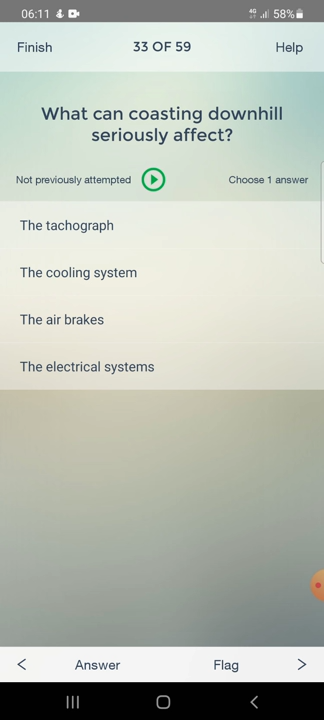 06:11 4G 58%
Finish 33 OF 59 Help
What can coasting downhill
seriously affect?
Not previously attempted Choose 1 answer
The tachograph
The cooling system
The air brakes
The electrical systems
Answer Flag